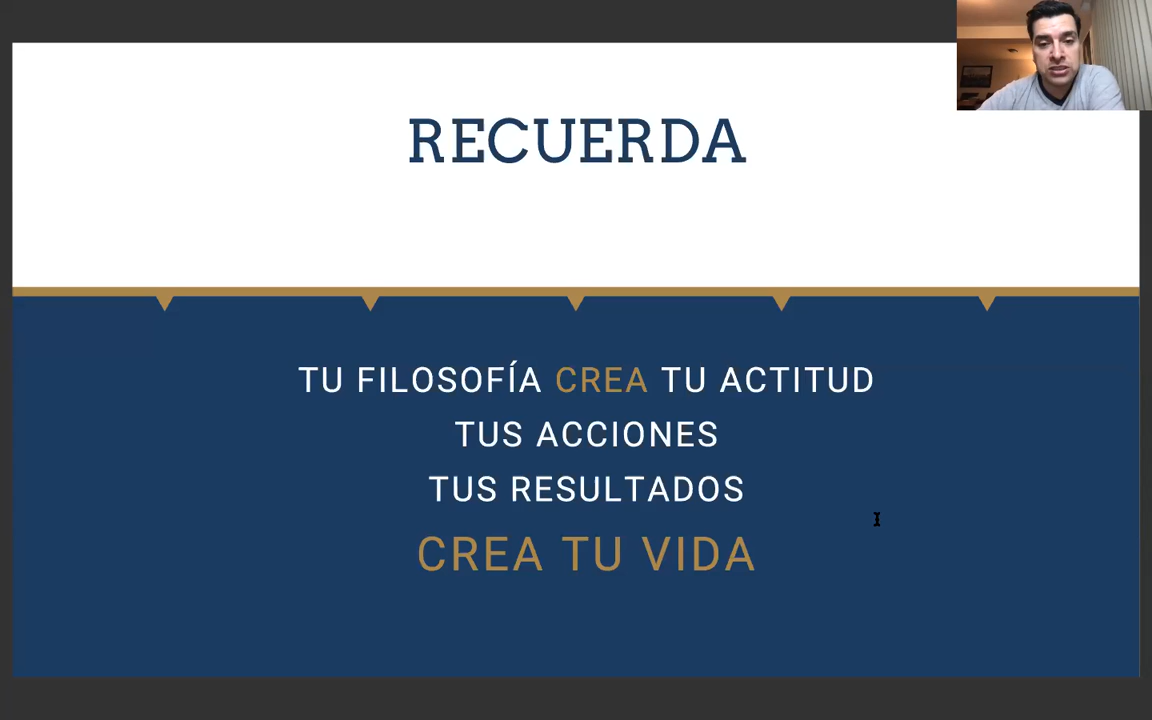 RECUERDA
TU FILOSOFÍA CREA TU ACTITUD
TUS ACCIONES
TUS RESULTADOS
CREA TU VIDA